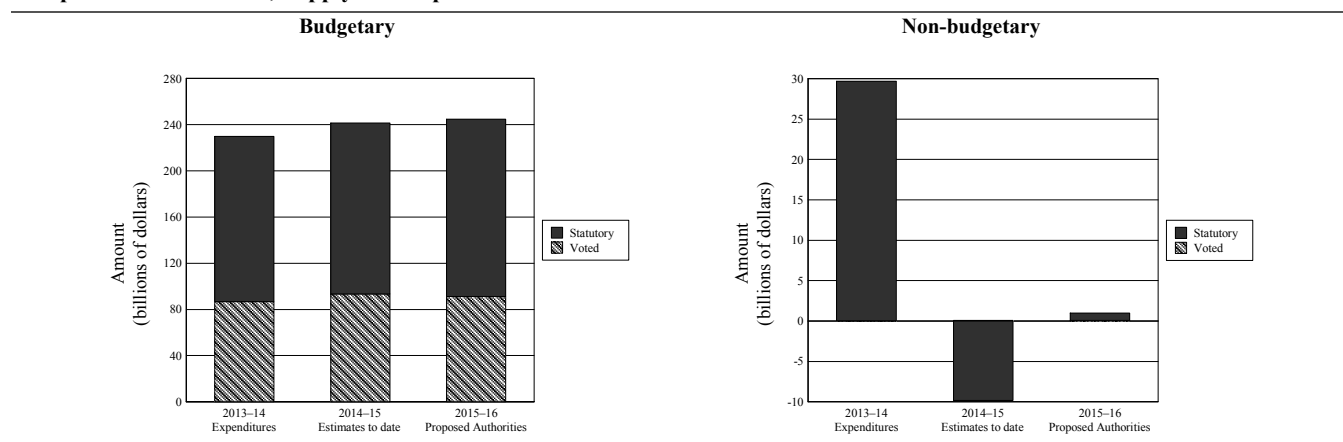 Budgetary
Amount
(billions of dollars)
280
240
200
160
120
80
40
0
2013–14
Expenditures
2014–15
Estimates to date
2015–16
Proposed Authorities
Statutory
Voted
Non-budgetary
Amount
(billions of dollars)
30
25
20
15
10
5
0
-5
-10
2013–14
Expenditures
2014–15
Estimates to date
2015–16
Proposed Authorities
Statutory
Voted